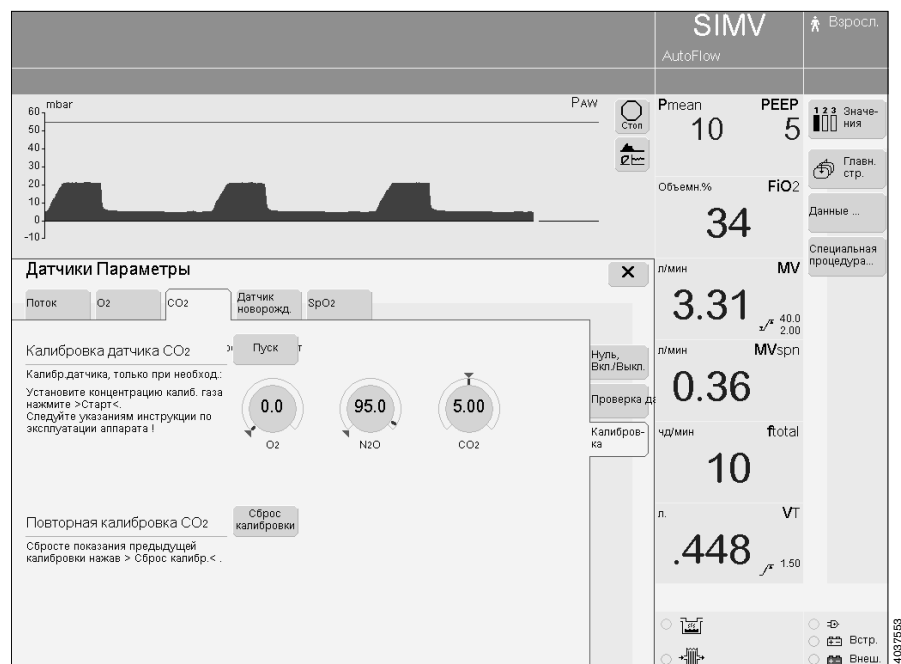 SIMV
AutoFlow
Взросл.
mbar
Paw
60
50
40
30
20
10
0
-10
Стоп
Pmean
PEEP
10
5
Объемн.%
FiO2
34
л/мин
MV
3.31
40.0
2.00
л/мин
MVspn
0.36
чд/мин
ftotal
10
л.
VT
.448
1.50
1 2 3 Значе-
ния
Главн.
стр.
Данные ...
Специальная
процедура...
Датчики Параметры
Поток
O2
CO2
Датчик
новорожд.
SpO2
Калибровка датчика CO2
Пуск
Калибр.датчика, только при необход.:
Установите концентрацию калиб. газа
нажмите >Старт<.
Следуйте указаниям инструкции по
эксплуатации аппарата !
0.0
95.0
5.00
O2
N2O
CO2
Нуль,
Вкл./Выкл.
Проверка да
Калибров-
ка
Повторная калибровка CO2
Сброс
калибровки
Сбросте показания предыдущей
калибровки нажав > Сброс калибр.< .
Встр.
Внеш.
4037553